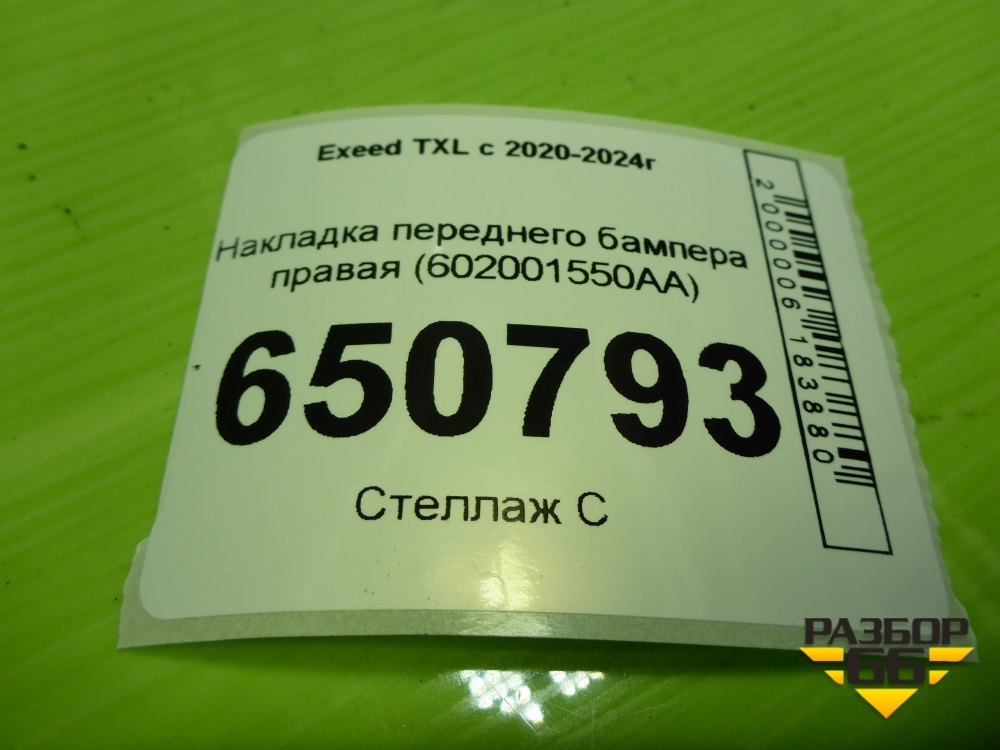 Exeed TXL с 2020-2024г
Накладка переднего бампера
правая (602001550AA)
650793
Стеллаж С
2000006183880
РАЗБОР
66